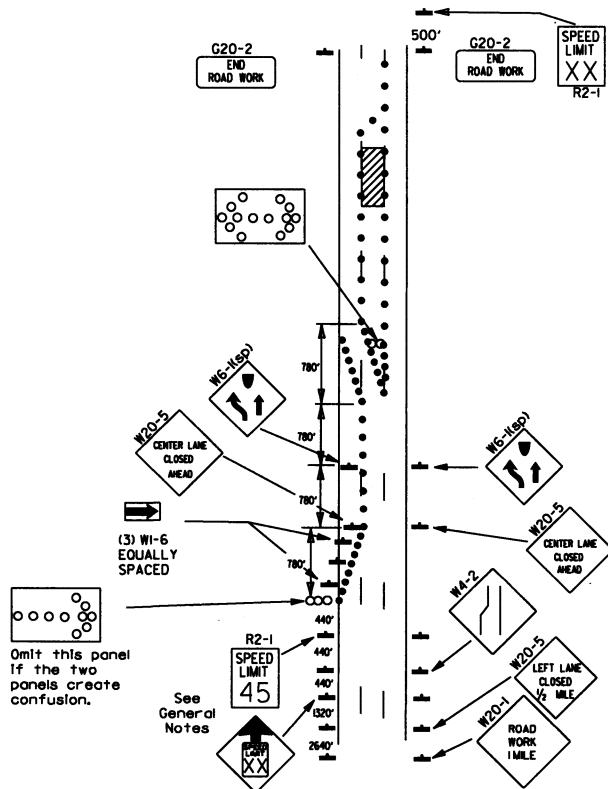 500'
SPEED
LIMIT
XX
R2-1
G20-2
END
ROAD WORK
G20-2
END
ROAD WORK
780'
W6-1(sp)
W20-5
CENTER LANE
CLOSED
AHEAD
780'
W6-1(sp)
780'
W20-5
CENTER LANE
CLOSED
AHEAD
(3) W1-6
EQUALLY
SPACED
780'
W4-2
Omit this panel
if the two
panels create
confusion.
440'
R2-1
SPEED
LIMIT
45
440'
440'
1320'
2640'
See
General
Notes
SPEED
LIMIT
XX
W20-5
LEFT LANE
CLOSED
1/2 MILE
W20-1
ROAD
WORK
1 MILE